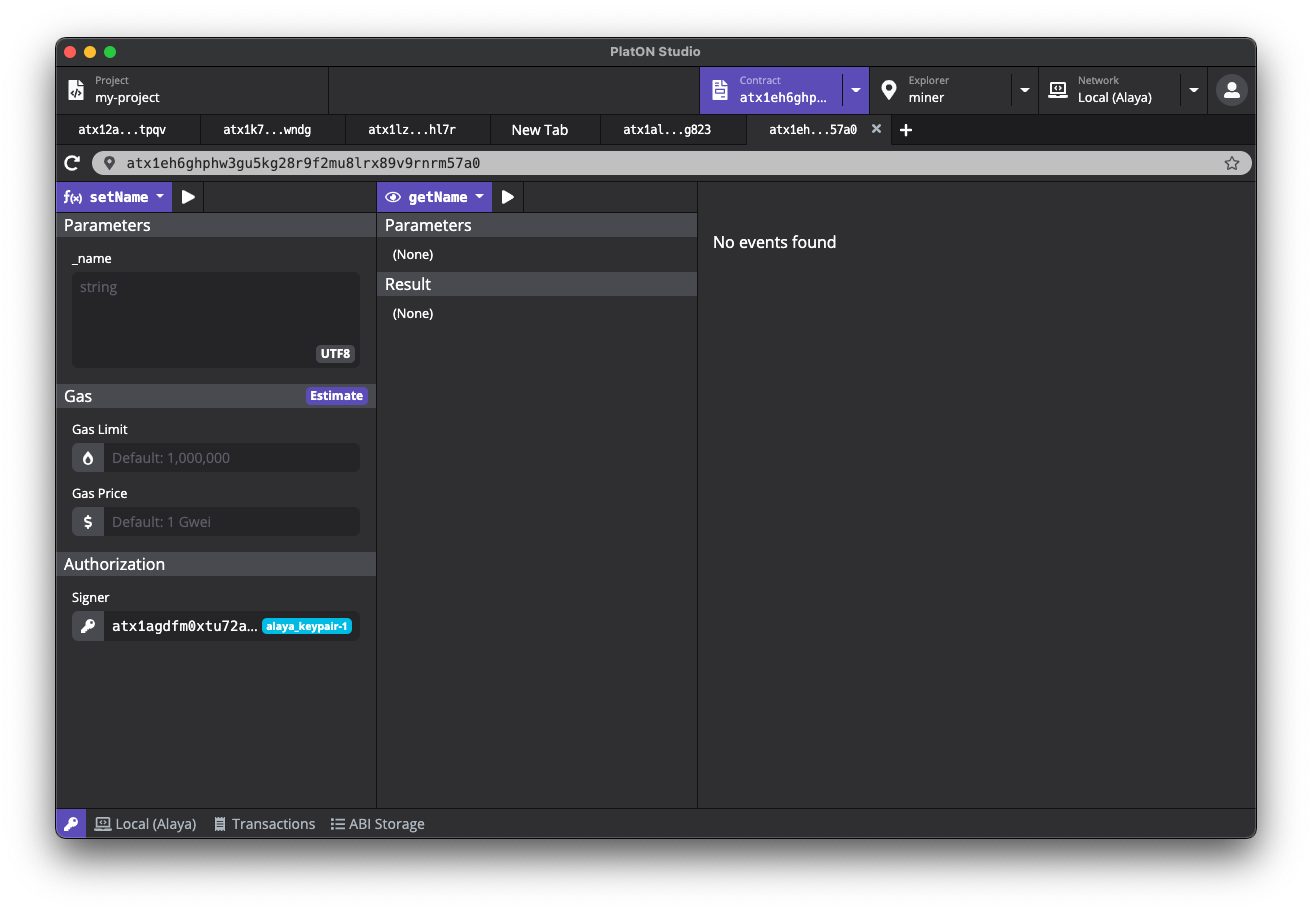 PlatON Studio
Project
my-project
Contract
atx1eh6ghp...
Explorer
miner
Network
Local (Alaya)
atx12a...tpqv
atx1k7...wndg
atx1lz...hl7r
New Tab
atx1al...g823
atx1eh...57a0
atx1eh6ghphw3gu5kg28r9f2mu8lrx89v9rnrm57a0
f(x) setName
getName
Parameters
_name
string
UTF8
Gas
Estimate
Gas Limit
Default: 1,000,000
Gas Price
$
Default: 1 Gwei
Authorization
Signer
atx1agdfm0xtu72a...
alaya_keypair-1
Parameters
(None)
Result
(None)
No events found
Local (Alaya)
Transactions
ABI Storage